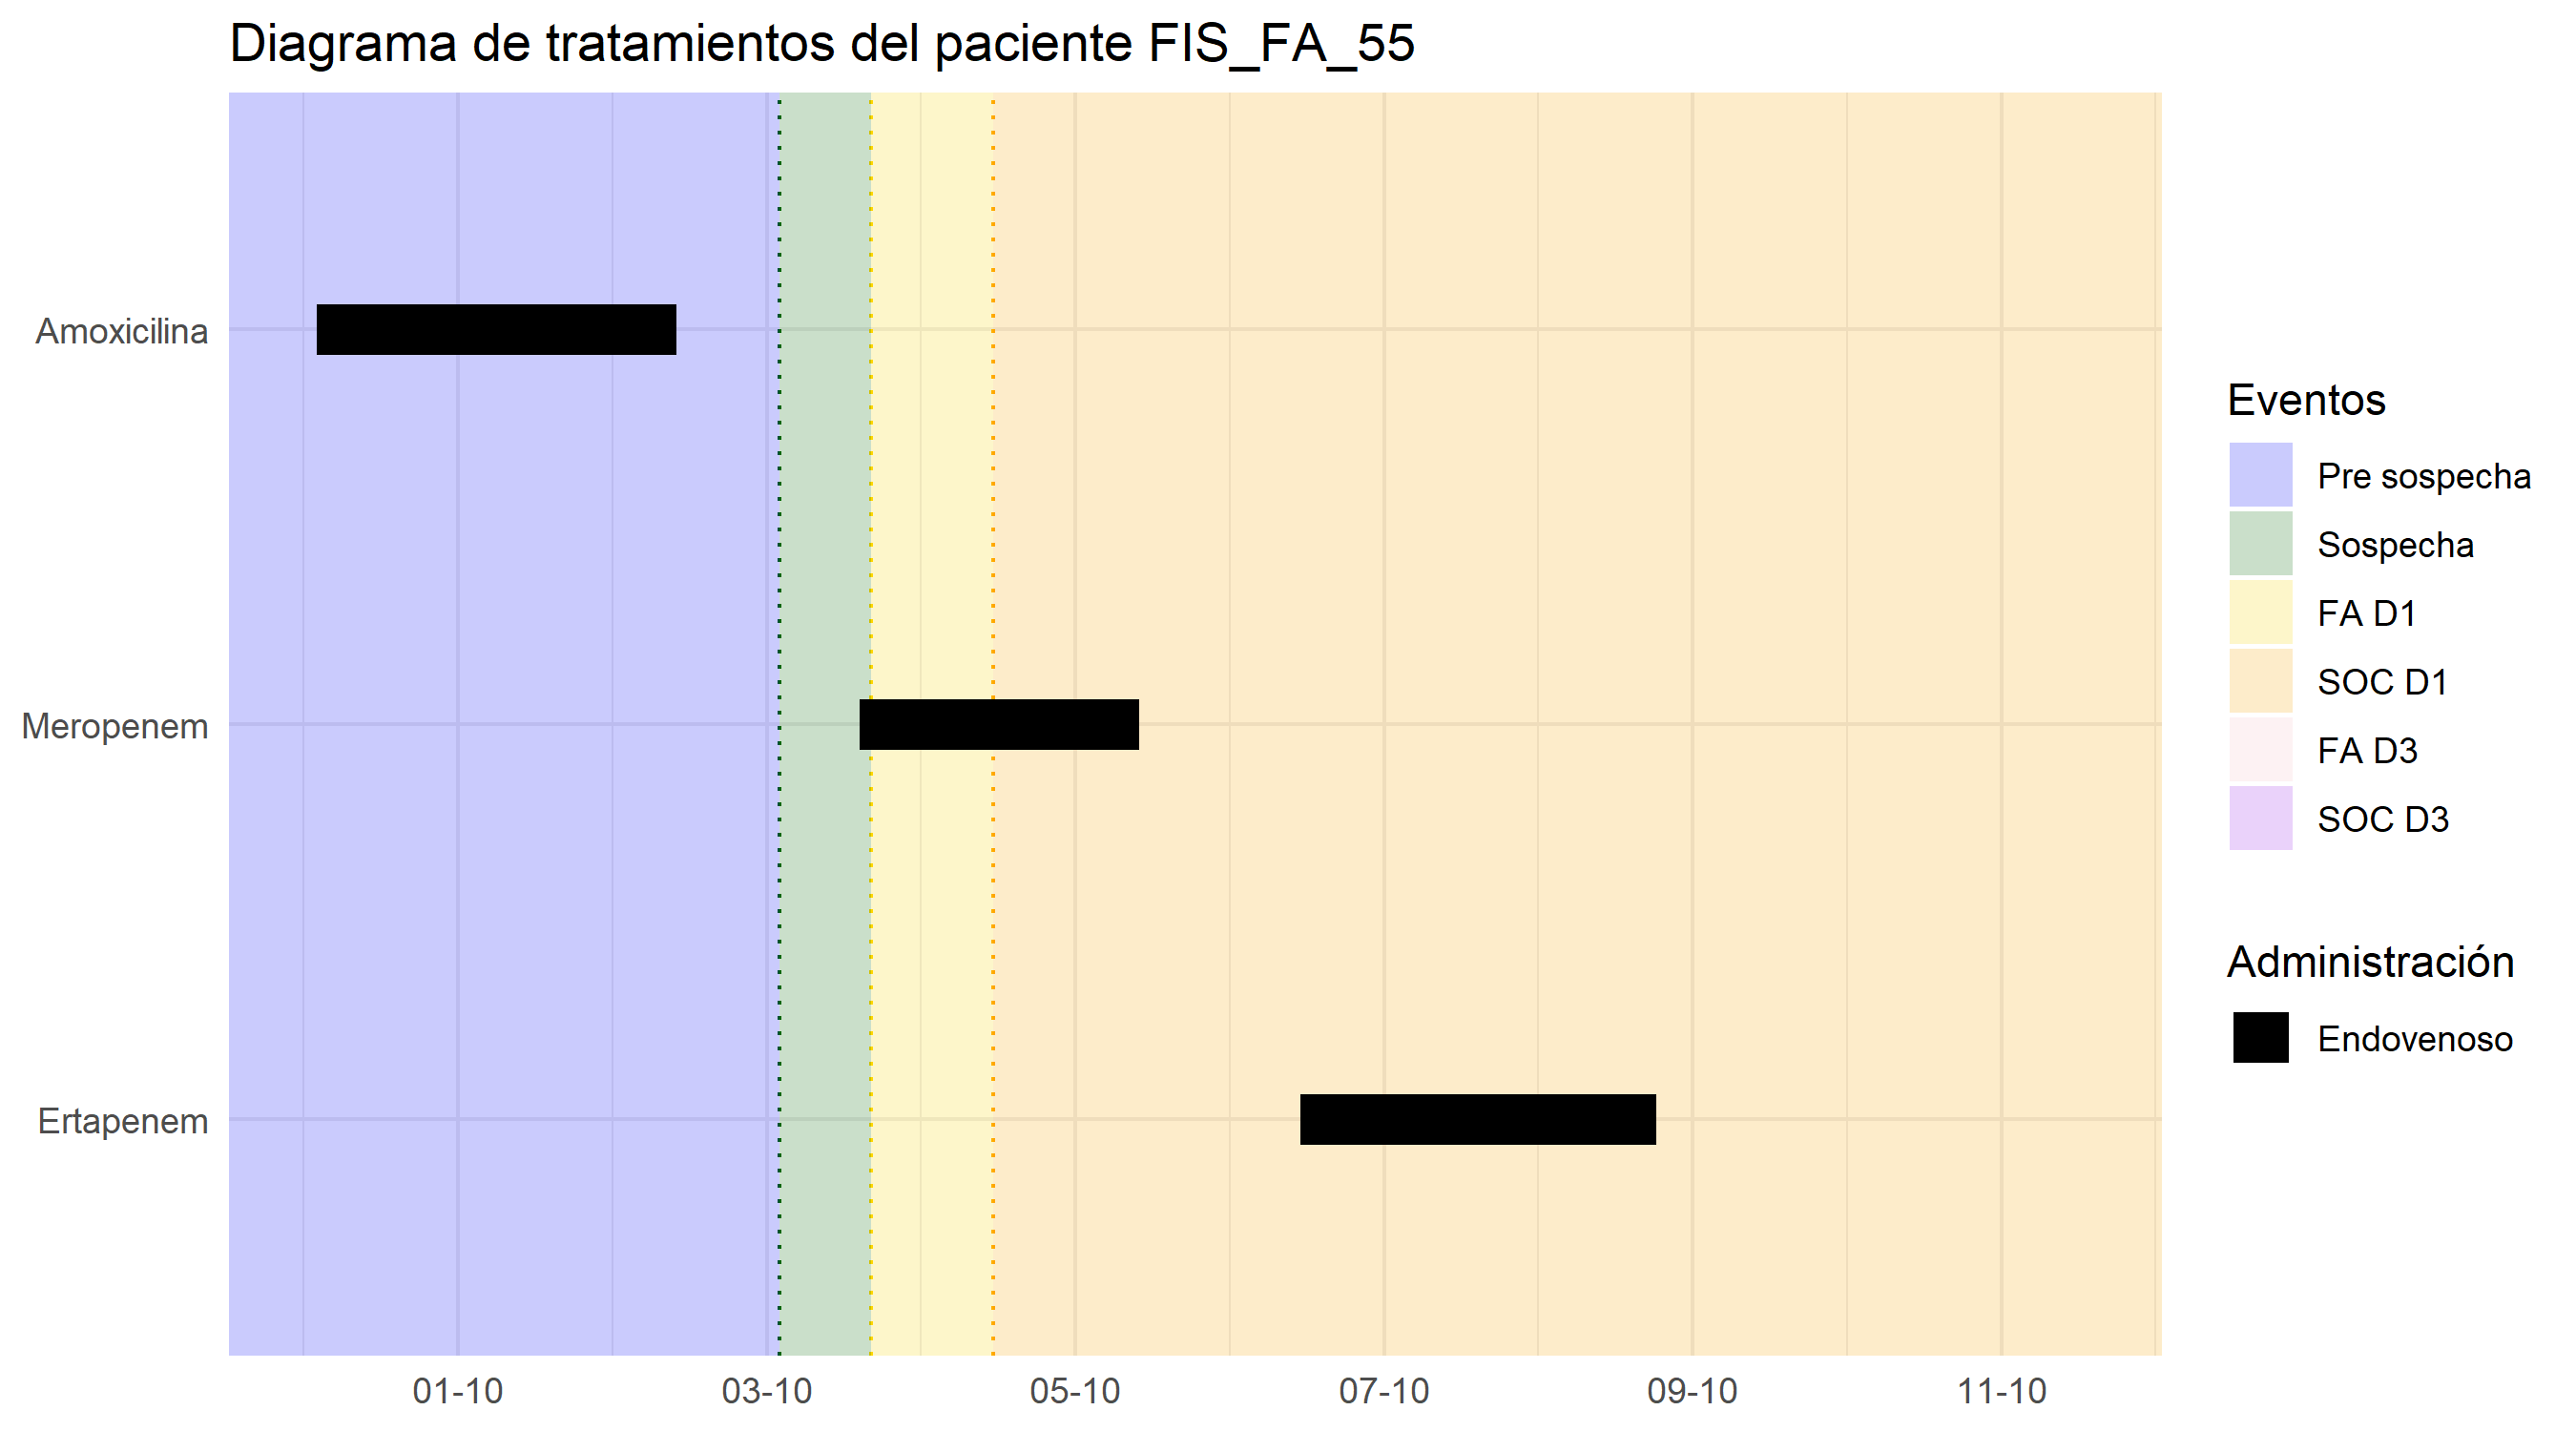 Diagrama de tratamientos del paciente FIS_FA_55
Amoxicilina
Meropenem
Ertapenem
01-10
03-10
05-10
07-10
09-10
11-10
Eventos
Pre sospecha
Sospecha
FA D1
SOC D1
FA D3
SOC D3
Administración
Endovenoso